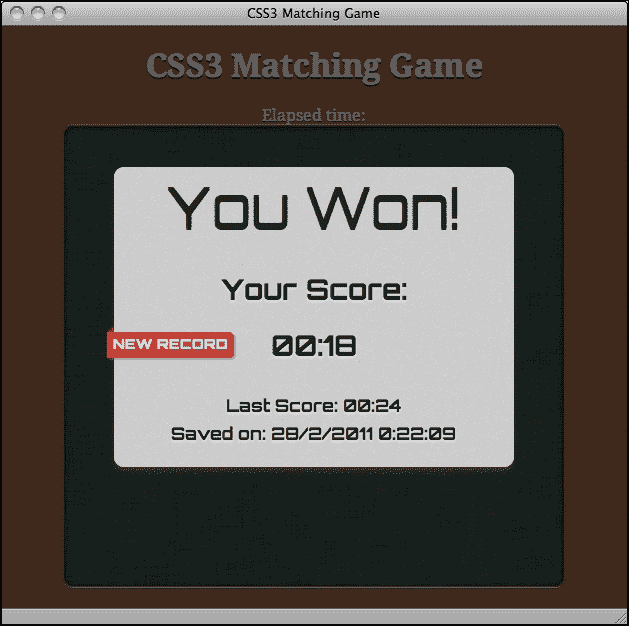 CSS3 Matching Game
CSS3 Matching Game
Elapsed time:
You Won!
Your Score:
NEW RECORD
00:18
Last Score: 00:24
Saved on: 28/2/2011 0:22:09